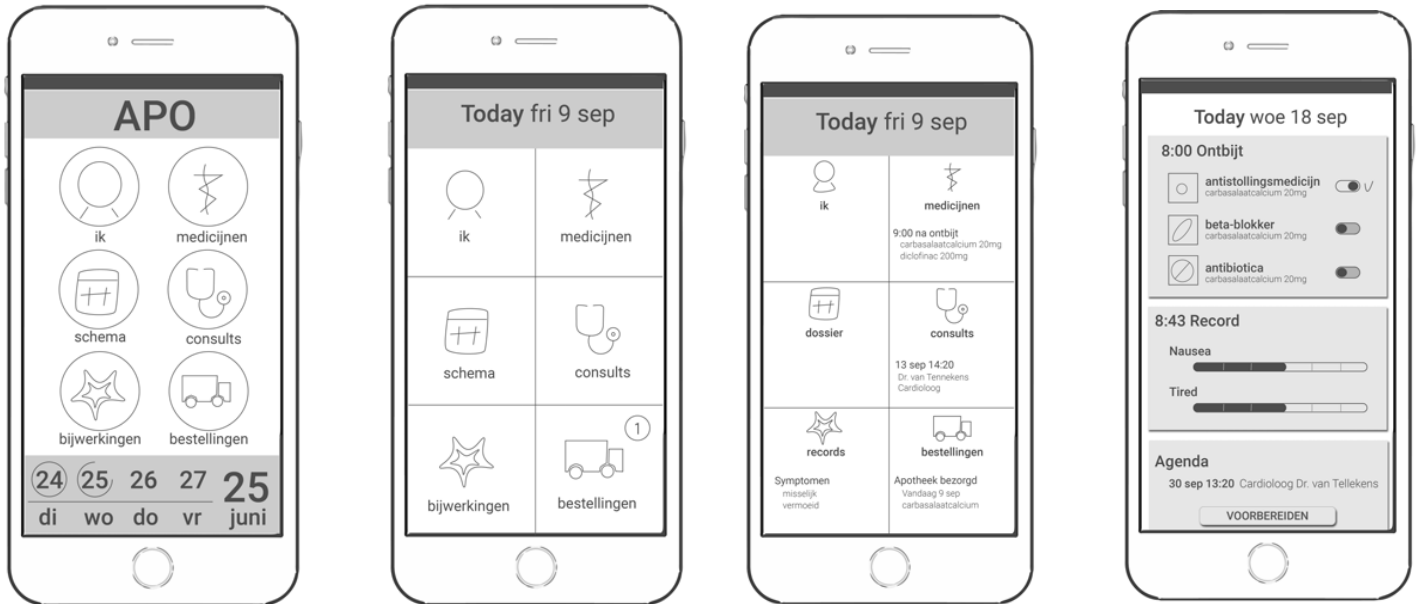 APO
ik
medicijnen
schema
consults
bijwerkingen
bestellingen
24 25 26 27 25
di wo do vr juni
Today fri 9 sep
ik
medicijnen
schema
consults
1
bijwerkingen
bestellingen
Today fri 9 sep
ik
medicijnen
9:00 na ontbijt
carbasalaatcalcium 20mg
diclofinac 200mg
dossier
consults
13 sep 14:20
Dr. van Tennekens
Cardioloog
records
bestellingen
Symptomen
misselijk
vermoeid
Apotheek bezorgd
Vandaag 9 sep
carbasalaatcalcium
Today woe 18 sep
8:00 Ontbijt
antistollingsmedicijn
carbasalaatcalcium 20mg
beta-blokker
carbasalaatcalcium 20mg
antibiotica
carbasalaatcalcium 20mg
8:43 Record
Nausea
Tired
Agenda
30 sep 13:20 Cardioloog Dr. van Tellekens
VOORBEREIDEN